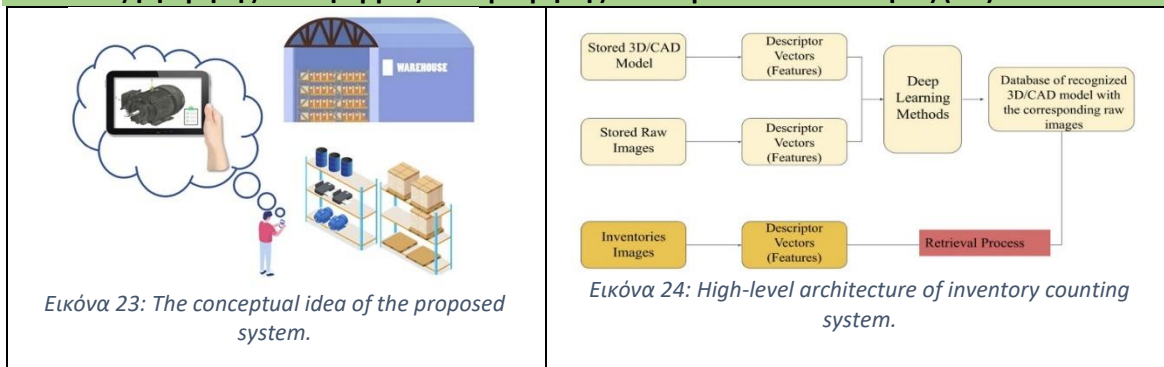 WAREHOUSE
Εικόνα 23: The conceptual idea of the proposed
system.
Stored 3D/CAD
Model
Descriptor
Vectors
(Features)
Stored Raw
Images
Descriptor
Vectors
(Features)
Deep
Learning
Methods
Database of recognized
3D/CAD model with
the corresponding raw
images
Inventories
Images
Descriptor
Vectors
(Features)
Retrieval Process
Εικόνα 24: High-level architecture of inventory counting
system.